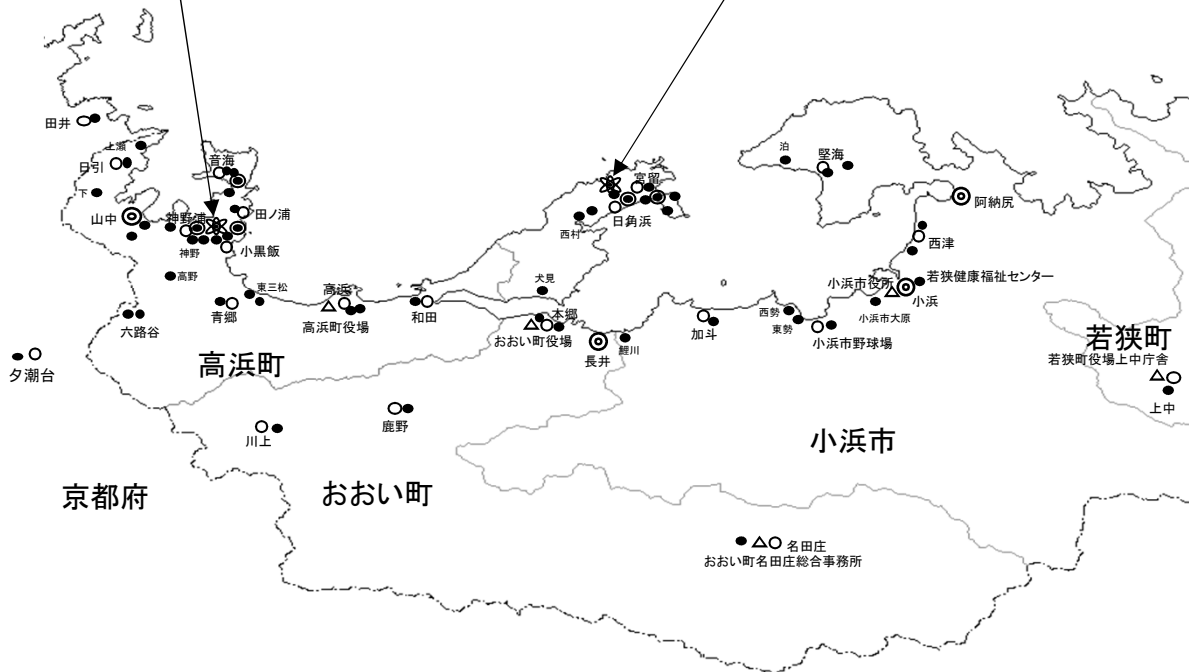 田井
上瀬
日引
音海
宮留
泊
堅海
下
山中
神野浦
田ノ浦
日角浜
阿納尻
西村
神野
小黒飯
西津
高野
東三松
高浜
犬見
小浜市役所
若狭健康福祉センター
小浜
青郷
高浜町役場
和田
本郷
西勢
小浜市大原
六路谷
おおい町役場
加斗
東勢
小浜市野球場
若狭町
長井
鯉川
若狭町役場上中庁舎
高浜町
夕潮台
上中
鹿野
川上
小浜市
京都府
おおい町
名田庄
おおい町名田庄総合事務所